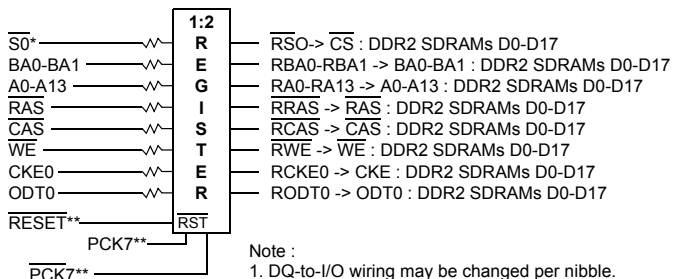 1:2
S0* R RSO-> CS : DDR2 SDRAMs D0-D17
BA0-BA1 E RBA0-RBA1 -> BA0-BA1 : DDR2 SDRAMs D0-D17
A0-A13 G RA0-RA13 -> A0-A13 : DDR2 SDRAMs D0-D17
RAS I RRAS -> RAS : DDR2 SDRAMs D0-D17
CAS S RCAS -> CAS : DDR2 SDRAMs D0-D17
WE T RWE -> WE : DDR2 SDRAMs D0-D17
CKE0 E RCKE0 -> CKE : DDR2 SDRAMs D0-D17
ODT0 R RODT0 -> ODT0 : DDR2 SDRAMs D0-D17
RESET** RST
PCK7**
Note :
PCK7** 1. DQ-to-I/O wiring may be changed per nibble.